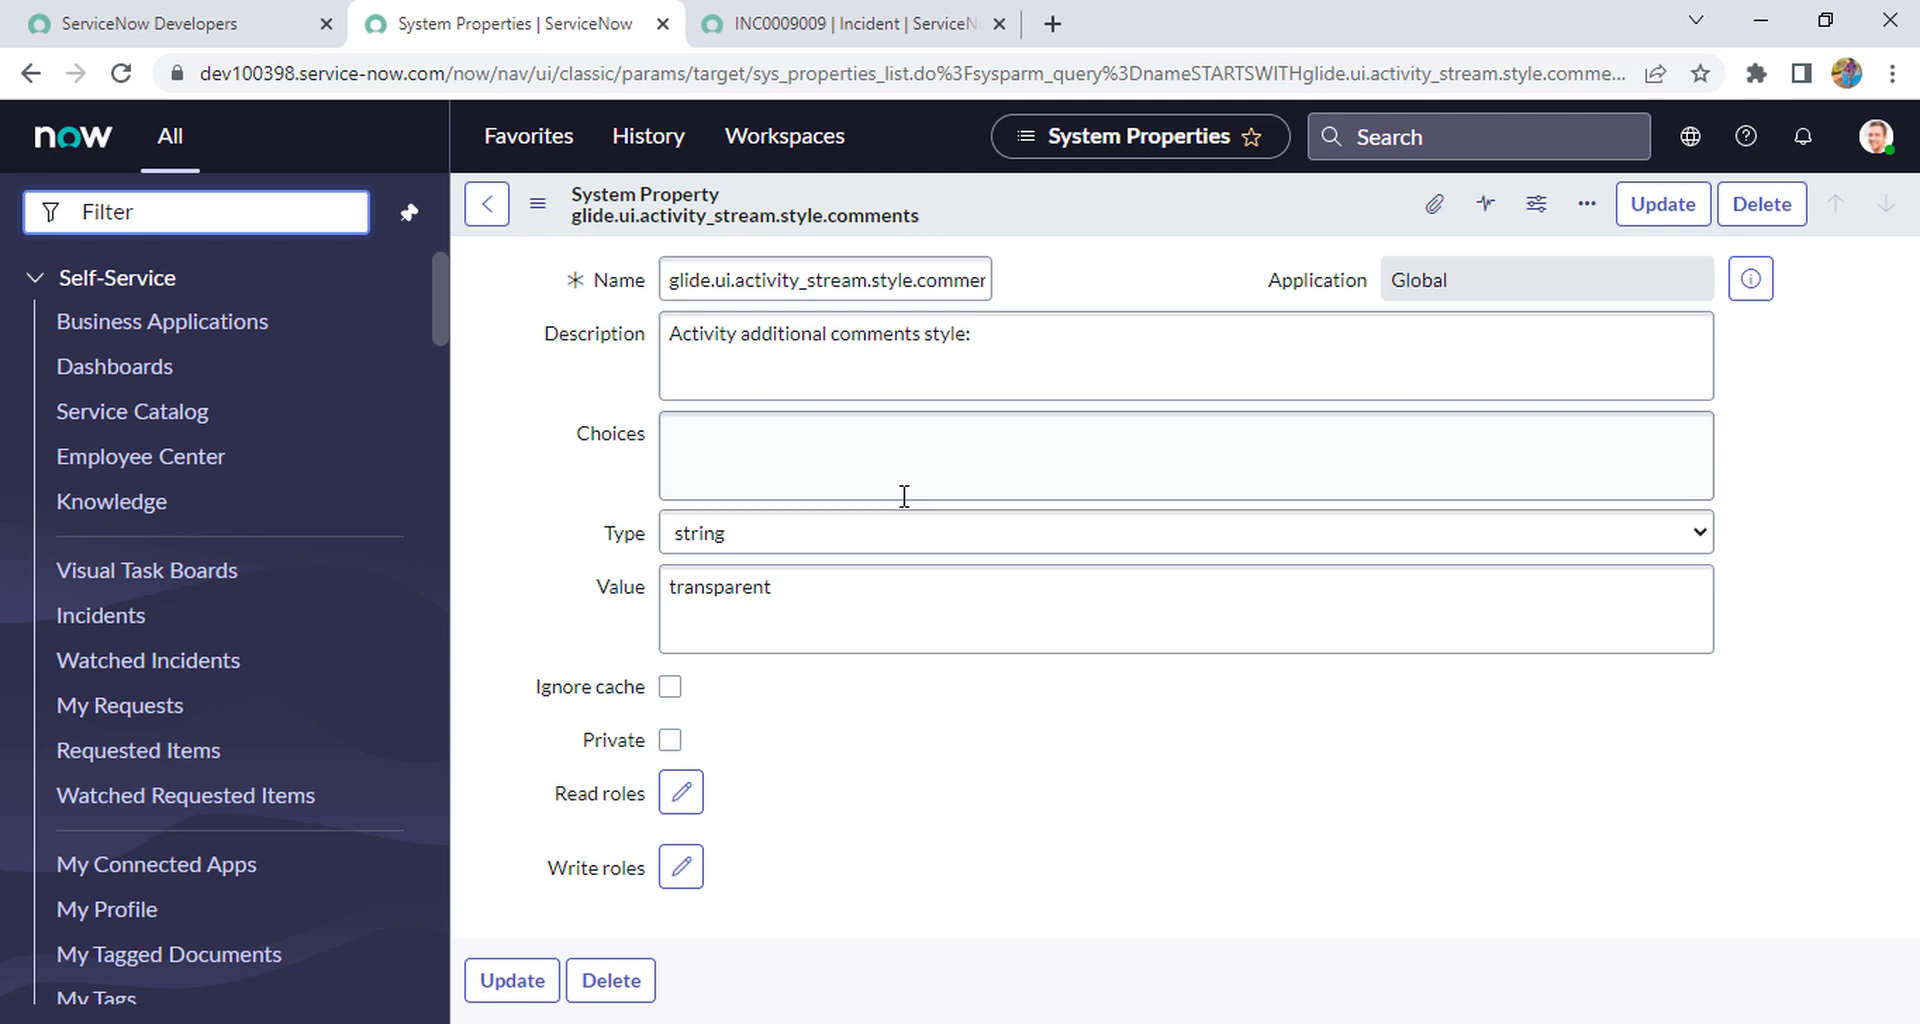 ServiceNow Developers
System Properties | ServiceNow
INC0009009 | Incident | ServiceN
dev100398.service-now.com/now/nav/ui/classic/params/target/sys_properties_list.do%3Fsysparm_query%3DnameSTARTSWITHglide.ui.activity_stream.style.comme...
now
All
Favorites
History
Workspaces
System Properties
Search
Filter
System Property
glide.ui.activity_stream.style.comments
Update
Delete
Self-Service
Business Applications
Dashboards
Service Catalog
Employee Center
Knowledge
Visual Task Boards
Incidents
Watched Incidents
My Requests
Requested Items
Watched Requested Items
My Connected Apps
My Profile
My Tagged Documents
My Tags
Name
glide.ui.activity_stream.style.commer
Application
Global
Description
Activity additional comments style:
Choices
Type
string
Value
transparent
Ignore cache
Private
Read roles
Write roles
Update
Delete